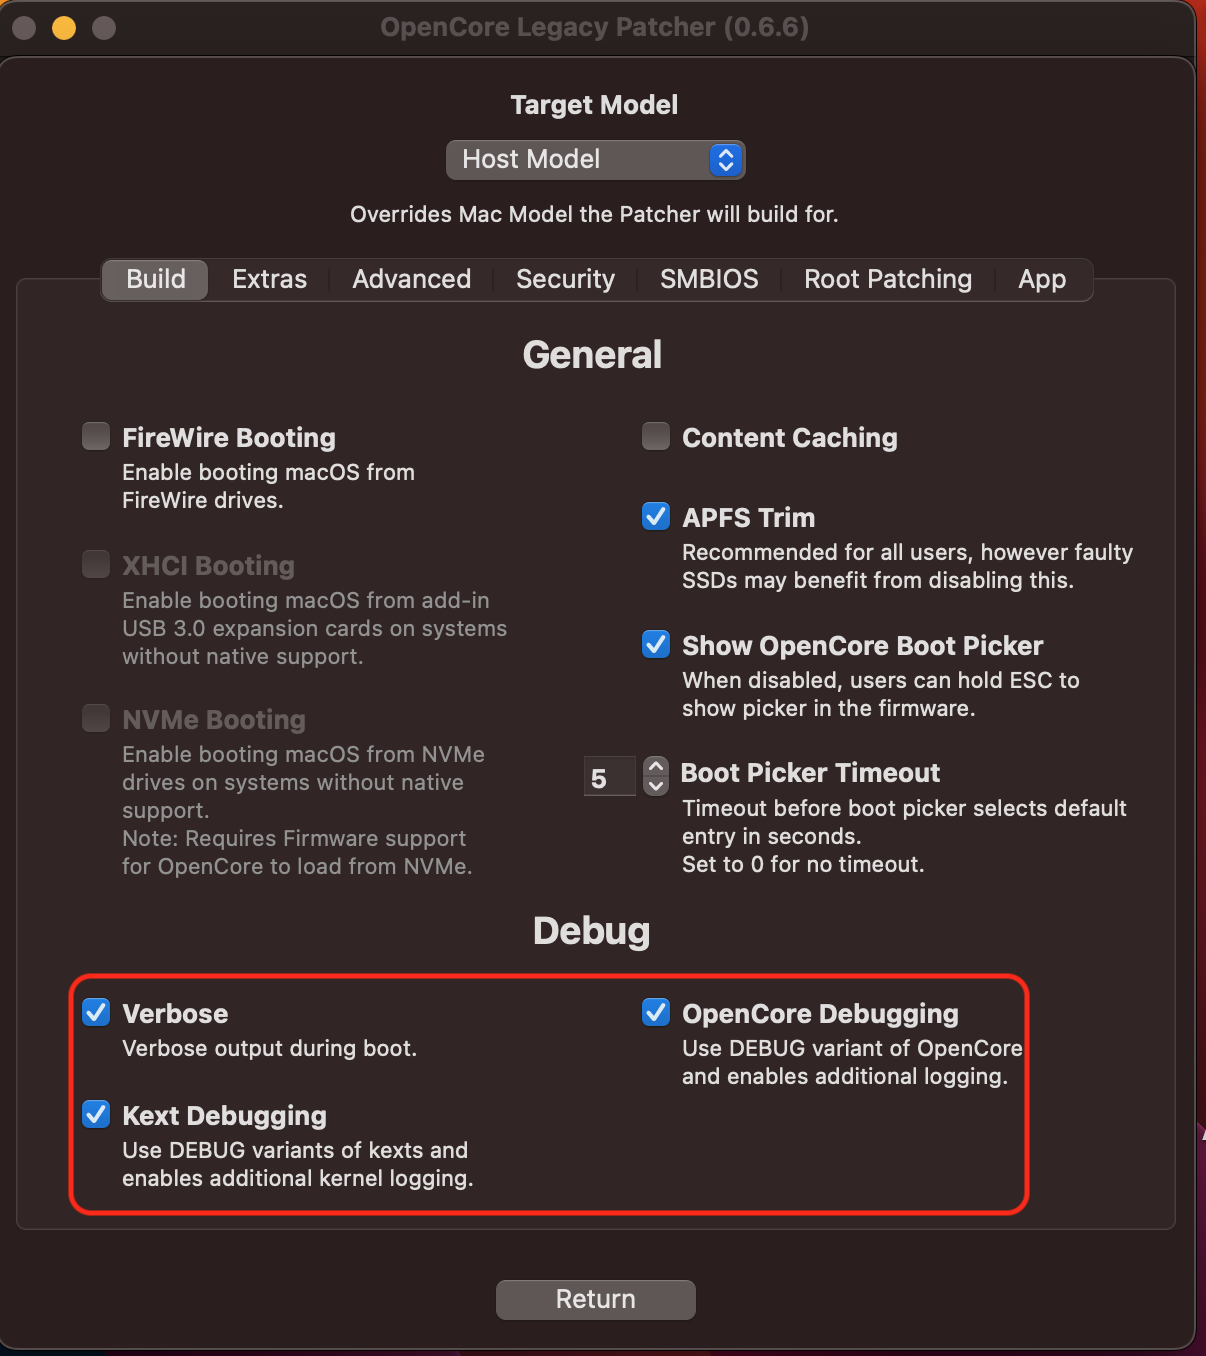 OpenCore Legacy Patcher (0.6.6)
Target Model
Host Model
Overrides Mac Model the Patcher will build for.
Build Extras Advanced Security SMBIOS Root Patching App
General
FireWire Booting
Enable booting macOS from
FireWire drives.
XHCI Booting
Enable booting macOS from add-in
USB 3.0 expansion cards on systems
without native support.
NVMe Booting
Enable booting macOS from NVMe
drives on systems without native
support.
Note: Requires Firmware support
for OpenCore to load from NVMe.
Content Caching
APFS Trim
Recommended for all users, however faulty
SSDs may benefit from disabling this.
Show OpenCore Boot Picker
When disabled, users can hold ESC to
show picker in the firmware.
5 Boot Picker Timeout
Timeout before boot picker selects default
entry in seconds.
Set to 0 for no timeout.
Debug
Verbose
Verbose output during boot.
Kext Debugging
Use DEBUG variants of kexts and
enables additional kernel logging.
OpenCore Debugging
Use DEBUG variant of OpenCore
and enables additional logging.
Return